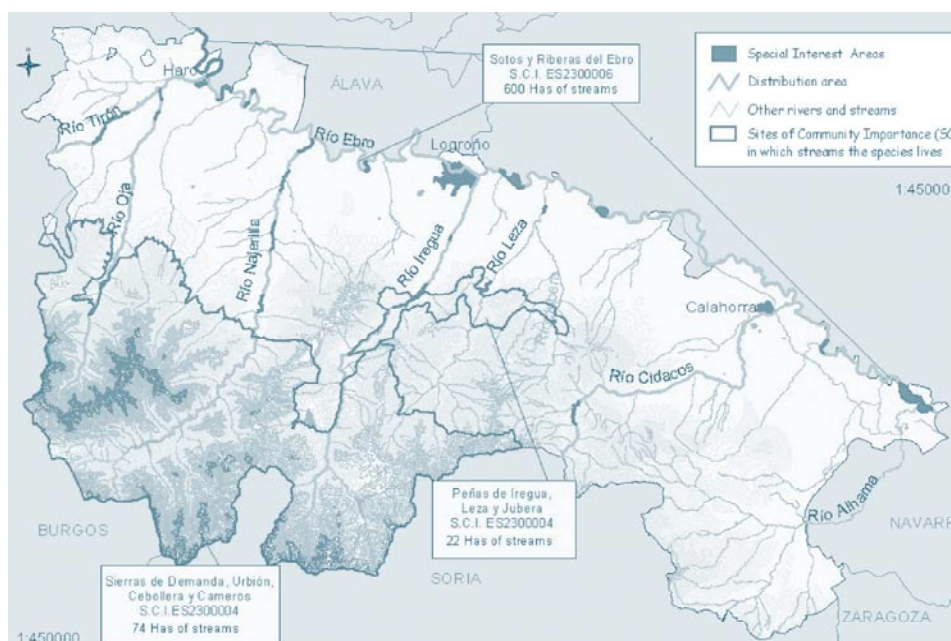 Sotos y Riberas del Ebro
S.C.I. ES2300006
600 Has of streams
Special Interest Areas
Distribution area
Other rivers and streams
Sites of Community Importance (SC
in which streams the species lives
1:45000
Haro
ÁLAVA
Río Tirón
Río Ebro
Logroño
Río Oja
Río Najerilla
Río Iregua
Río Leza
Calahorra
Río Cidacos
Río Alhama
Peñas de Iregua,
Leza y Jubera
S.C.I. ES2300004
22 Has of streams
BURGOS
SORIA
NAVARR
ZARAGOZA
Sierras de Demanda, Urbión,
Cebollera y Cameros
S.C.I.ES2300004
74 Has of streams
1:450000